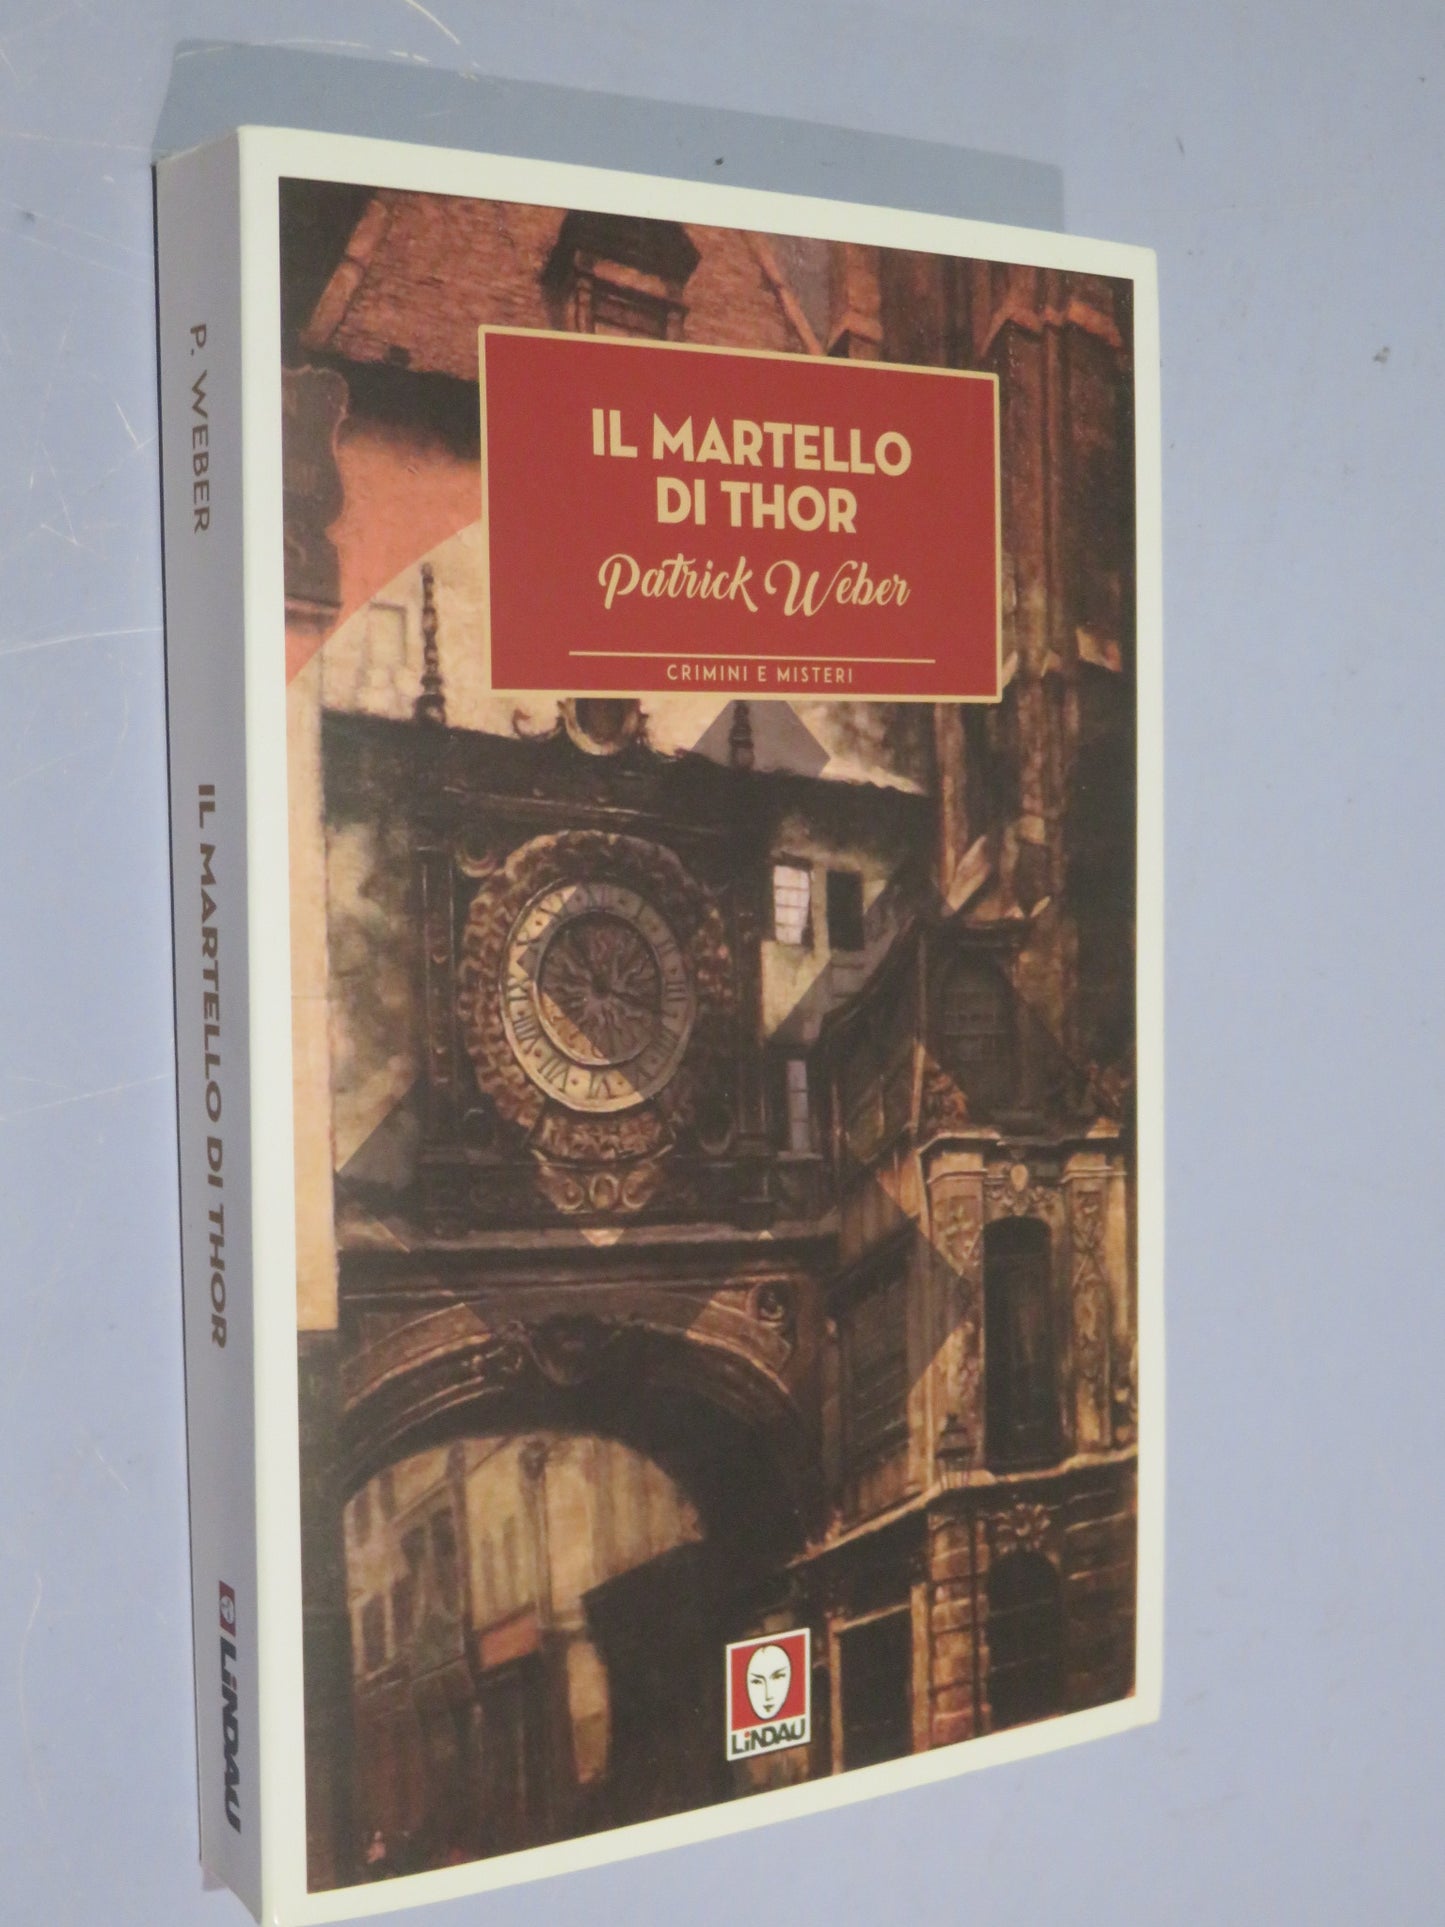 IL MARTELLO
DI THOR
Patrick Weber
CRIMINI E MISTERI
LiNDAU
P. WEBER
IL MARTELLO DI THOR
LiNDAU